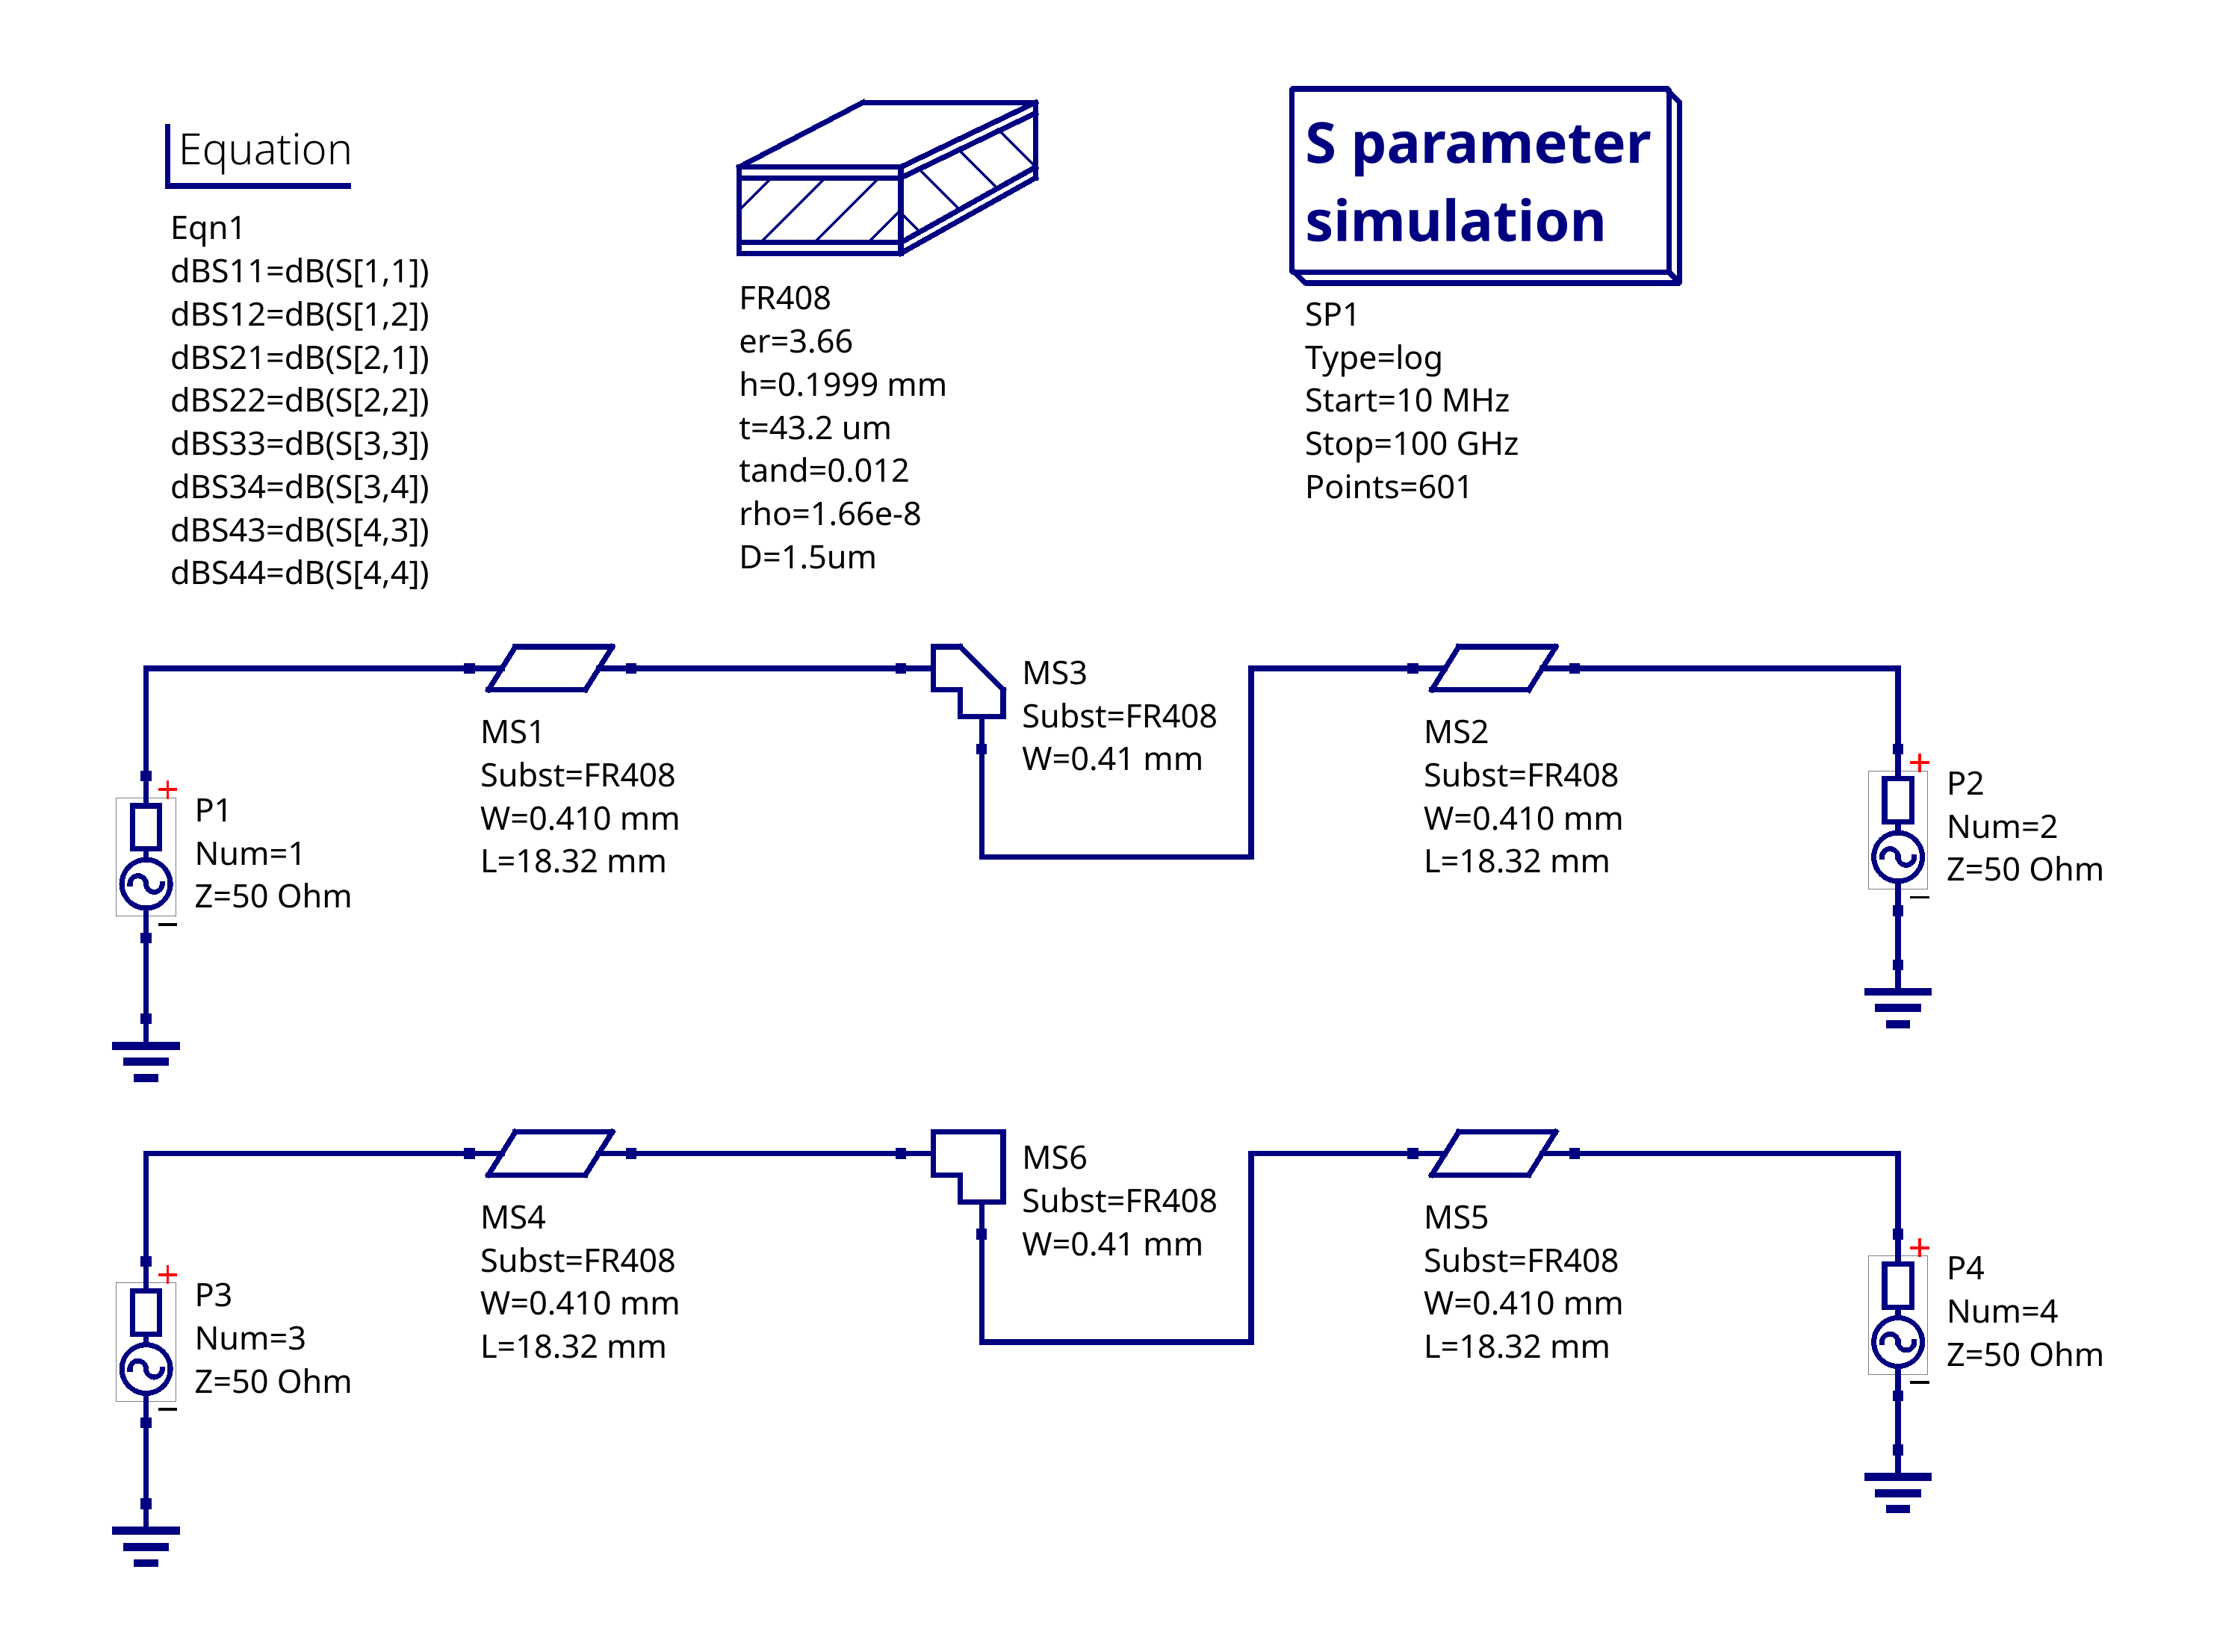 Equation
Eqn1
dBS11=dB(S[1,1])
dBS12=dB(S[1,2])
dBS21=dB(S[2,1])
dBS22=dB(S[2,2])
dBS33=dB(S[3,3])
dBS34=dB(S[3,4])
dBS43=dB(S[4,3])
dBS44=dB(S[4,4])
FR408
er=3.66
h=0.1999 mm
t=43.2 um
tand=0.012
rho=1.66e-8
D=1.5um
S parameter
simulation
SP1
Type=log
Start=10 MHz
Stop=100 GHz
Points=601
+
P1
Num=1
Z=50 Ohm
–
MS1
Subst=FR408
W=0.410 mm
L=18.32 mm
MS3
Subst=FR408
W=0.41 mm
MS2
Subst=FR408
W=0.410 mm
L=18.32 mm
+
P2
Num=2
Z=50 Ohm
–
+
P3
Num=3
Z=50 Ohm
–
MS4
Subst=FR408
W=0.410 mm
L=18.32 mm
MS6
Subst=FR408
W=0.41 mm
MS5
Subst=FR408
W=0.410 mm
L=18.32 mm
+
P4
Num=4
Z=50 Ohm
–